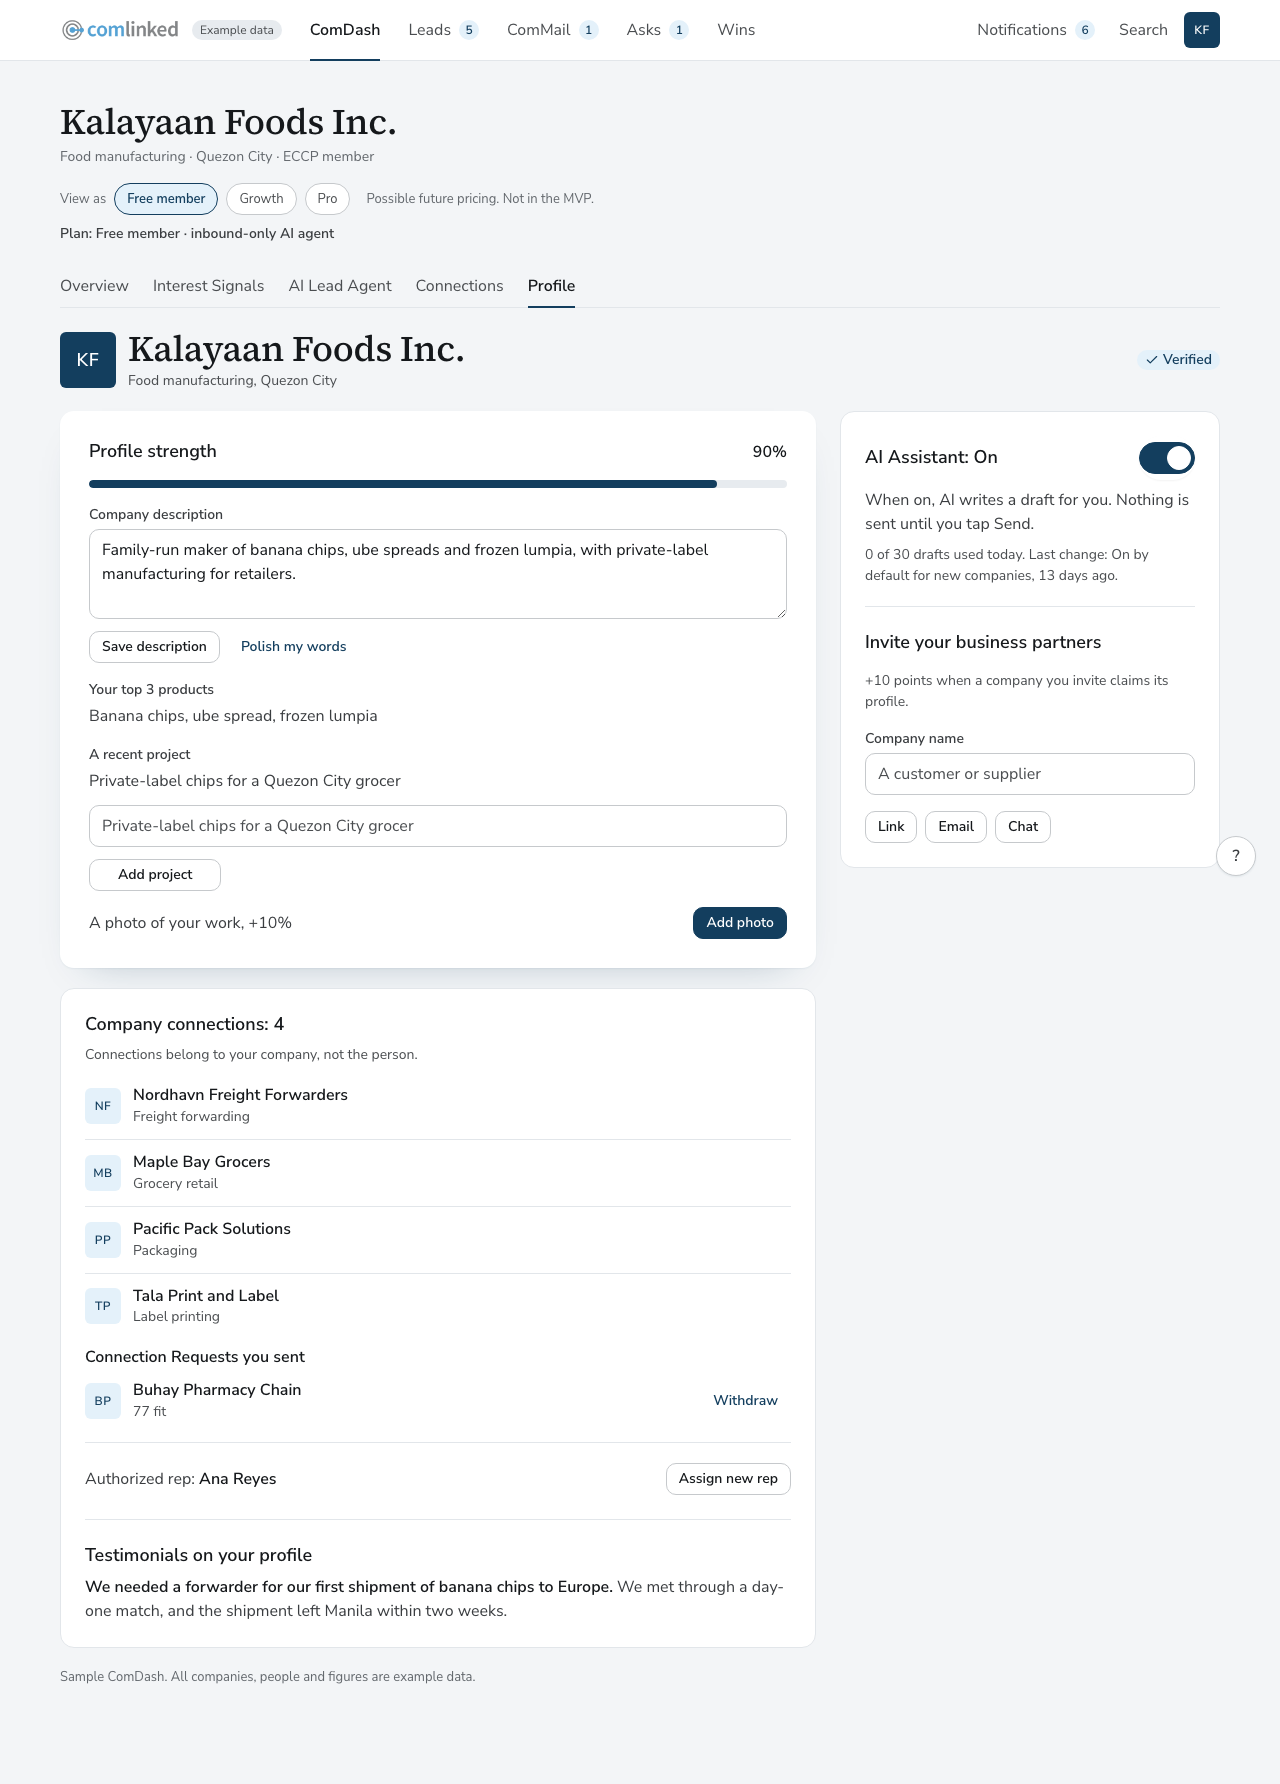 comlinked
Example data
ComDash
Leads 5
ComMail 1
Asks 1
Wins
Notifications 6
Search
KF
Kalayaan Foods Inc.
Food manufacturing · Quezon City · ECCP member
View as
Free member
Growth
Pro
Possible future pricing. Not in the MVP.
Plan: Free member · inbound-only AI agent
Overview
Interest Signals
AI Lead Agent
Connections
Profile
KF
Kalayaan Foods Inc.
Food manufacturing, Quezon City
Verified
Profile strength
90%
Company description
Family-run maker of banana chips, ube spreads and frozen lumpia, with private-label
manufacturing for retailers.
Save description
Polish my words
Your top 3 products
Banana chips, ube spread, frozen lumpia
A recent project
Private-label chips for a Quezon City grocer
Private-label chips for a Quezon City grocer
Add project
A photo of your work, +10%
Add photo
AI Assistant: On
When on, AI writes a draft for you. Nothing is
sent until you tap Send.
0 of 30 drafts used today. Last change: On by
default for new companies, 13 days ago.
Invite your business partners
+10 points when a company you invite claims its
profile.
Company name
A customer or supplier
Link
Email
Chat
?
Company connections: 4
Connections belong to your company, not the person.
NF
Nordhavn Freight Forwarders
Freight forwarding
MB
Maple Bay Grocers
Grocery retail
PP
Pacific Pack Solutions
Packaging
TP
Tala Print and Label
Label printing
Connection Requests you sent
BP
Buhay Pharmacy Chain
77 fit
Withdraw
Authorized rep: Ana Reyes
Assign new rep
Testimonials on your profile
We needed a forwarder for our first shipment of banana chips to Europe. We met through a day-
one match, and the shipment left Manila within two weeks.
Sample ComDash. All companies, people and figures are example data.